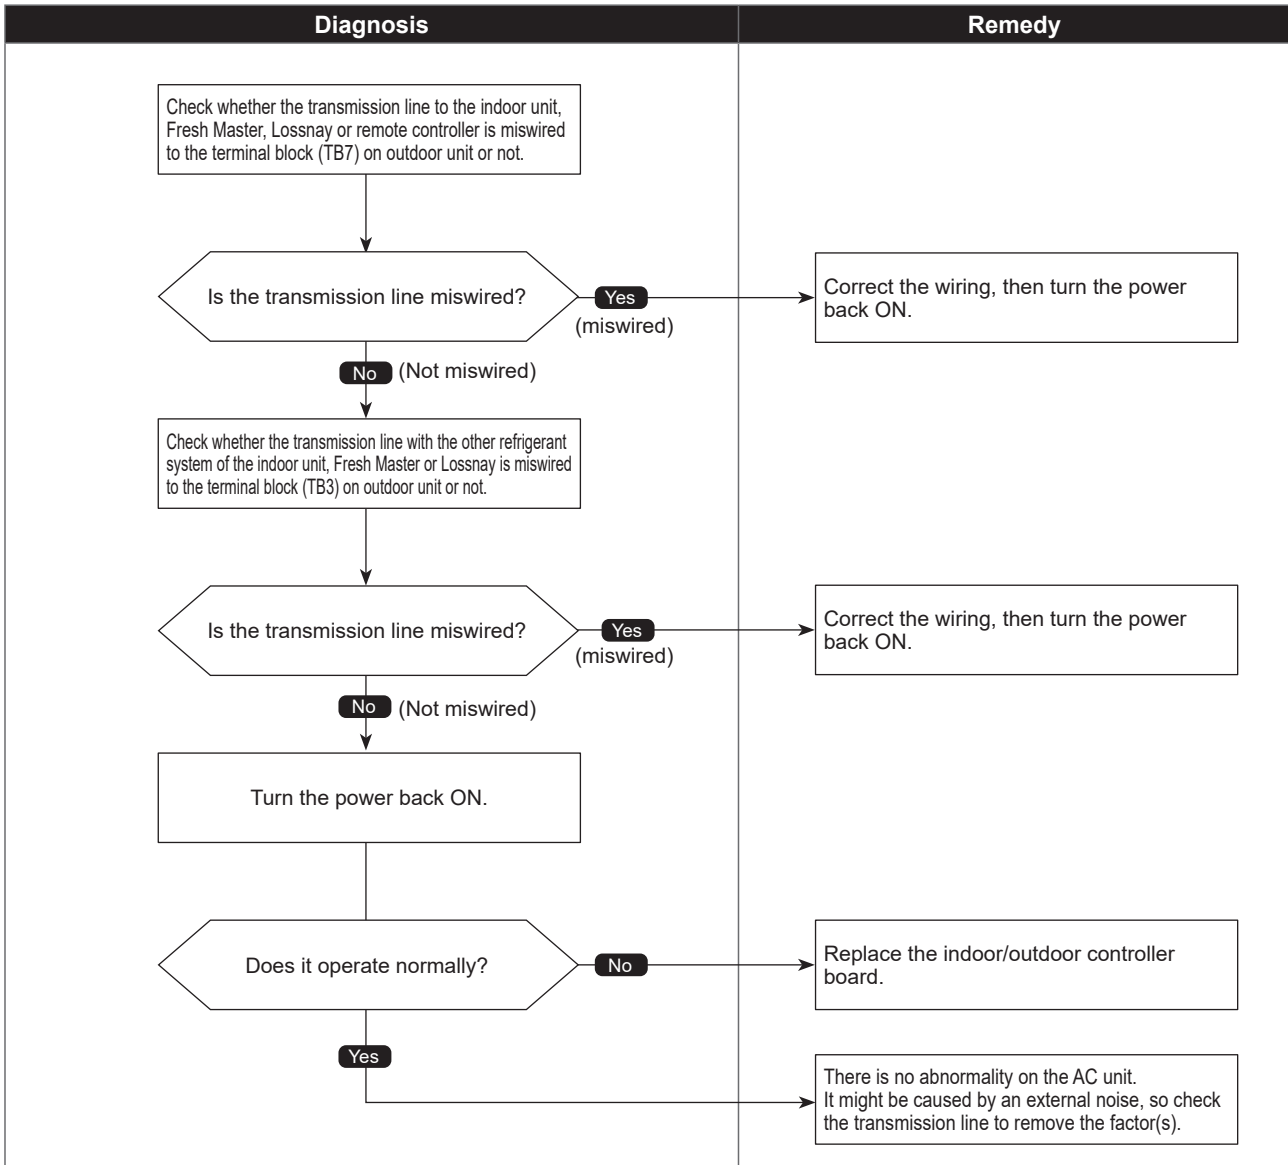 Diagnosis
Remedy
Check whether the transmission line to the indoor unit,
Fresh Master, Lossnay or remote controller is miswired
to the terminal block (TB7) on outdoor unit or not.
Is the transmission line miswired?
Yes
(miswired)
Correct the wiring, then turn the power
back ON.
No (Not miswired)
Check whether the transmission line with the other refrigerant
system of the indoor unit, Fresh Master or Lossnay is miswired
to the terminal block (TB3) on outdoor unit or not.
Is the transmission line miswired?
Yes
(miswired)
Correct the wiring, then turn the power
back ON.
No (Not miswired)
Turn the power back ON.
Does it operate normally?
No
Replace the indoor/outdoor controller
board.
Yes
There is no abnormality on the AC unit.
It might be caused by an external noise, so check
the transmission line to remove the factor(s).